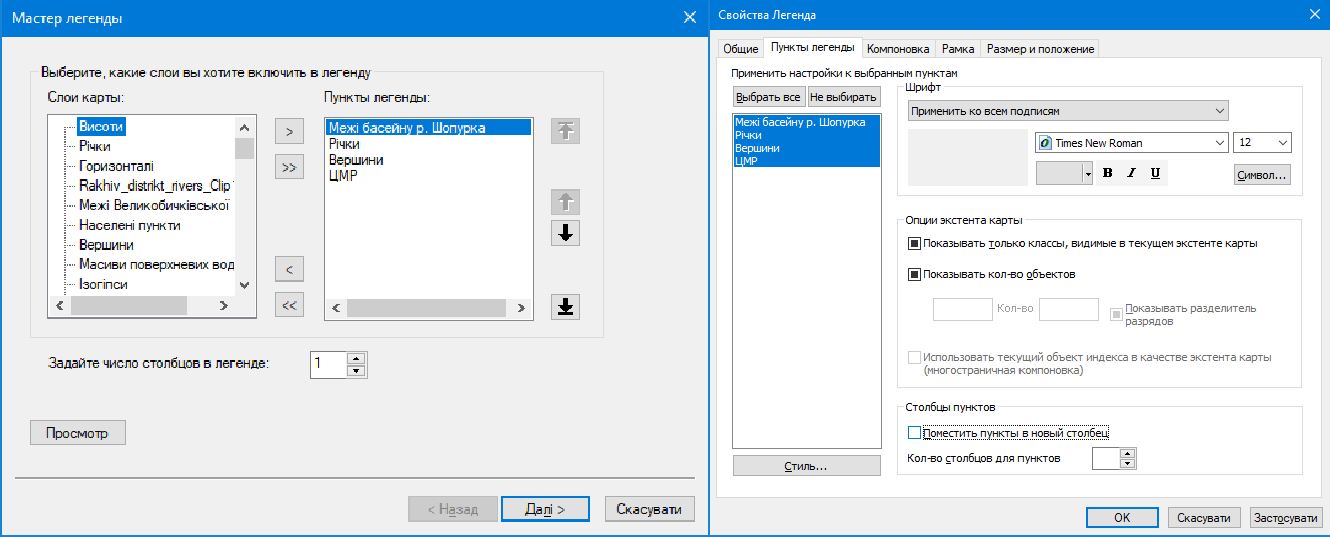 Мастер легенды
Выберите, какие слои вы хотите включить в легенду
Слои карты:
Висоти
Річки
Горизонталі
Rakhiv_distrikt_rivers_Clip
Межі Великобичківської
Населені пункти
Вершини
Масиви поверхневих вод
Ізогіпси
>
>>
<
<<
Пункты легенды:
Межі басейну р. Шопурка
Річки
Вершини
ЦМР
Задайте число столбцов в легенде:
1
Просмотр
< Назад
Далі >
Скасувати
Свойства Легенда
Общие
Пункты легенды
Компоновка
Рамка
Размер и положение
Применить настройки к выбранным пунктам
Выбрать все
Не выбирать
Межі басейну р. Шопурка
Річки
Вершини
ЦМР
Стиль...
Шрифт
Применить ко всем подписям
Times New Roman
12
B I U
Символ...
Опции экстента карты
Показывать только классы, видимые в текущем экстенте карты
Показывать кол-во объектов
Кол-во
Показывать разделитель
разрядов
Использовать текущий объект индекса в качестве экстента карты
(многостраничная компоновка)
Столбцы пунктов
Поместить пункты в новый столбец
Кол-во столбцов для пунктов
OK
Скасувати
Застосувати